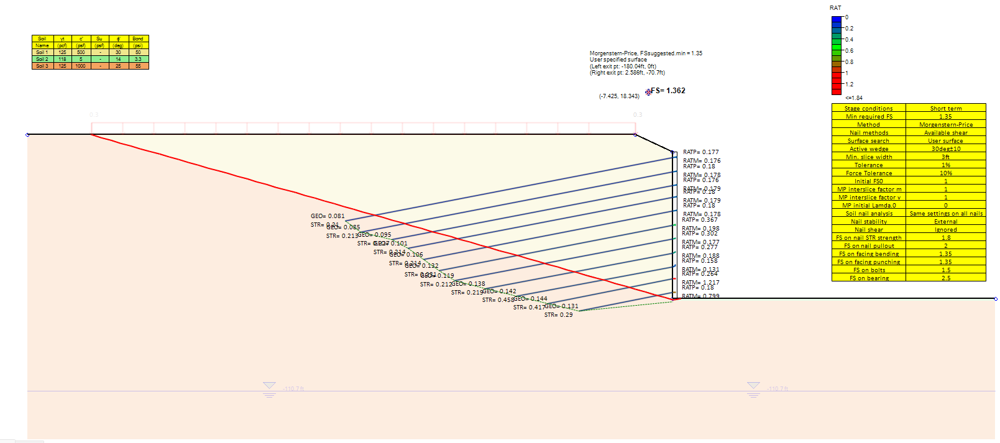 RAT
0
0.2
0.4
0.6
0.8
1
1.2
<=1.84
Soil γt c' Su ϕ' Bond
Name (pcf) (psf) (psf) (deg) (psi)
Soil 1 125 500 - 30 50
Soil 2 118 5 - 14 3.3
Soil 3 125 1000 - 25 55
Morgenstern-Price, FSsuggested.min = 1.35
User specified surface
(Left exit pt: -180.04ft, 0ft)
(Right exit pt: 2.586ft, -70.7ft)
FS= 1.362
(-7.425, 18.343)
0.3
0.3
Stage conditions Short term
Min required FS 1.35
Method Morgenstern-Price
Nail methods Available shear
Surface search User surface
Active wedge 30deg±10
Min. slice width 3ft
Tolerance 1%
Force Tolerance 10%
Initial FS0 1
MP interslice factor m 1
MP interslice factor v 1
MP initial Lamda.0 0
Soil nail analysis Same settings on all nails
Nail stability External
Nail shear Ignored
FS on nail STR strength 1.8
FS on nail pullout 2
FS on facing bending 1.35
FS on facing punching 1.35
FS on bolts 1.5
FS on bearing 2.5
RATP= 0.177
RATM= 0.176
RATP= 0.18
RATM= 0.178
RATP= 0.176
RATM= 0.179
RATP= 0.18
RATM= 0.179
RATP= 0.18
RATM= 0.178
RATP= 0.367
RATM= 0.198
RATP= 0.302
RATM= 0.177
RATP= 0.277
RATM= 0.188
RATP= 0.158
RATM= 0.131
RATP= 0.264
RATM= 1.217
RATP= 0.18
RATM= 0.799
GEO= 0.081
STR= 0.21
GEO= 0.085
STR= 0.213
GEO= 0.095
GEO= 0.101
STR= 0.214
GEO= 0.106
STR= 0.214
GEO= 0.132
GEO= 0.119
STR= 0.212
GEO= 0.138
STR= 0.219
GEO= 0.142
STR= 0.458
GEO= 0.144
STR= 0.417
GEO= 0.131
STR= 0.29
-110.7 ft
-110.7 ft